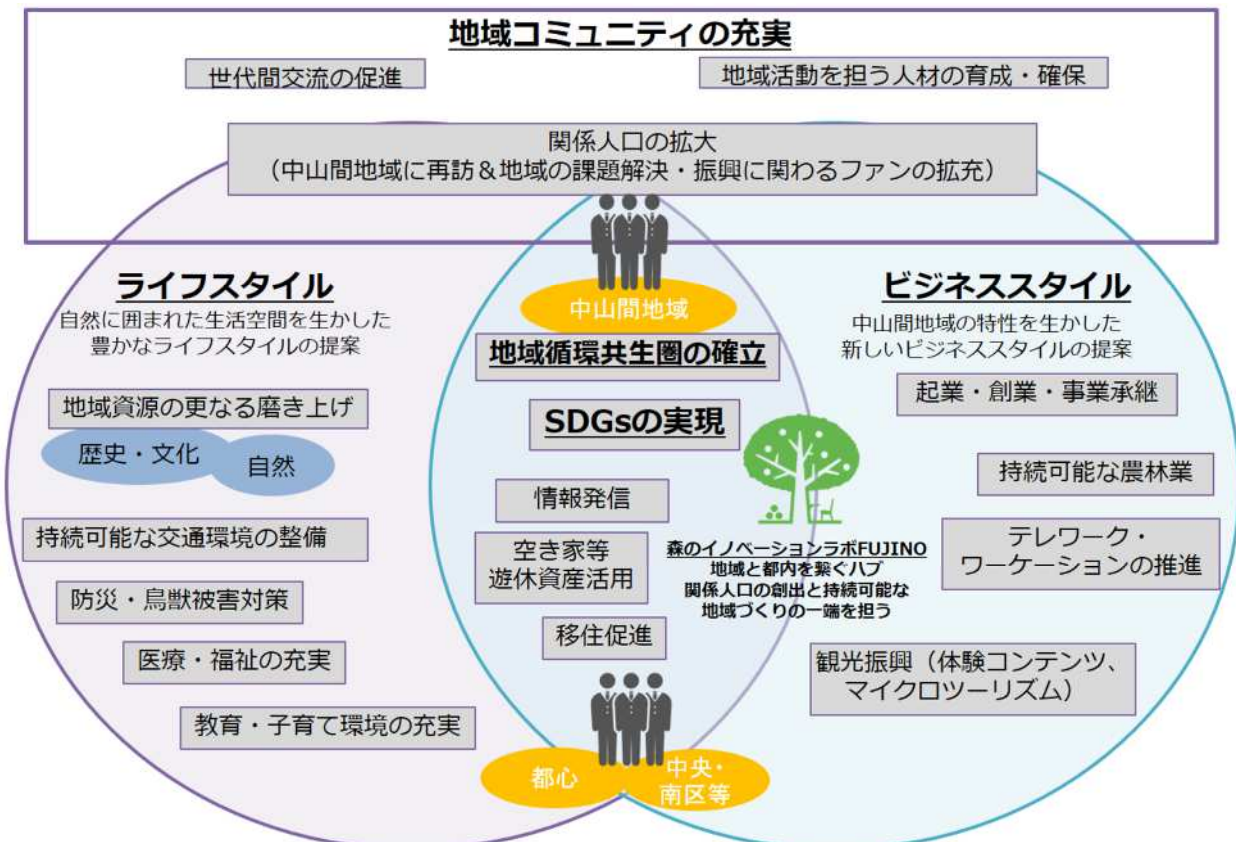 地域コミュニティの充実
世代間交流の促進
地域活動を担う人材の育成・確保
関係人口の拡大
（中山間地域に再訪＆地域の課題解決・振興に関わるファンの拡充）
ライフスタイル
自然に囲まれた生活空間を生かした
豊かなライフスタイルの提案
地域資源の更なる磨き上げ
歴史・文化
自然
持続可能な交通環境の整備
防災・鳥獣被害対策
医療・福祉の充実
教育・子育て環境の充実
中山間地域
地域循環共生圏の確立
SDGsの実現
情報発信
空き家等
遊休資産活用
移住促進
森のイノベーションラボFUJINO
地域と都内を繋ぐハブ
関係人口の創出と持続可能な
地域づくりの一端を担う
都心
中央・
南区等
ビジネススタイル
中山間地域の特性を生かした
新しいビジネススタイルの提案
起業・創業・事業承継
持続可能な農林業
テレワーク・
ワーケーションの推進
観光振興（体験コンテンツ、
マイクロツーリズム）